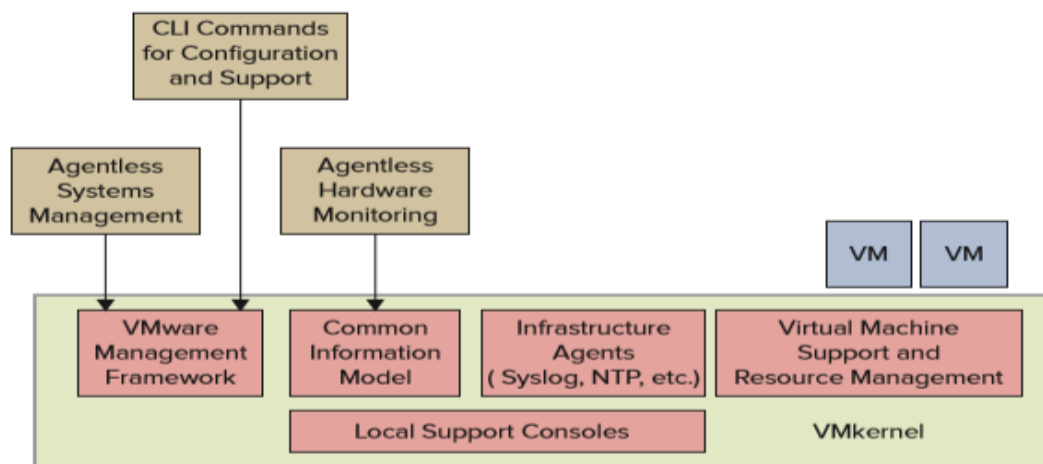 CLI Commands
for Configuration
and Support
Agentless
Systems
Management
Agentless
Hardware
Monitoring
VM
VM
VMware
Management
Framework
Common
Information
Model
Infrastructure
Agents
( Syslog, NTP, etc.)
Virtual Machine
Support and
Resource Management
Local Support Consoles
VMkernel